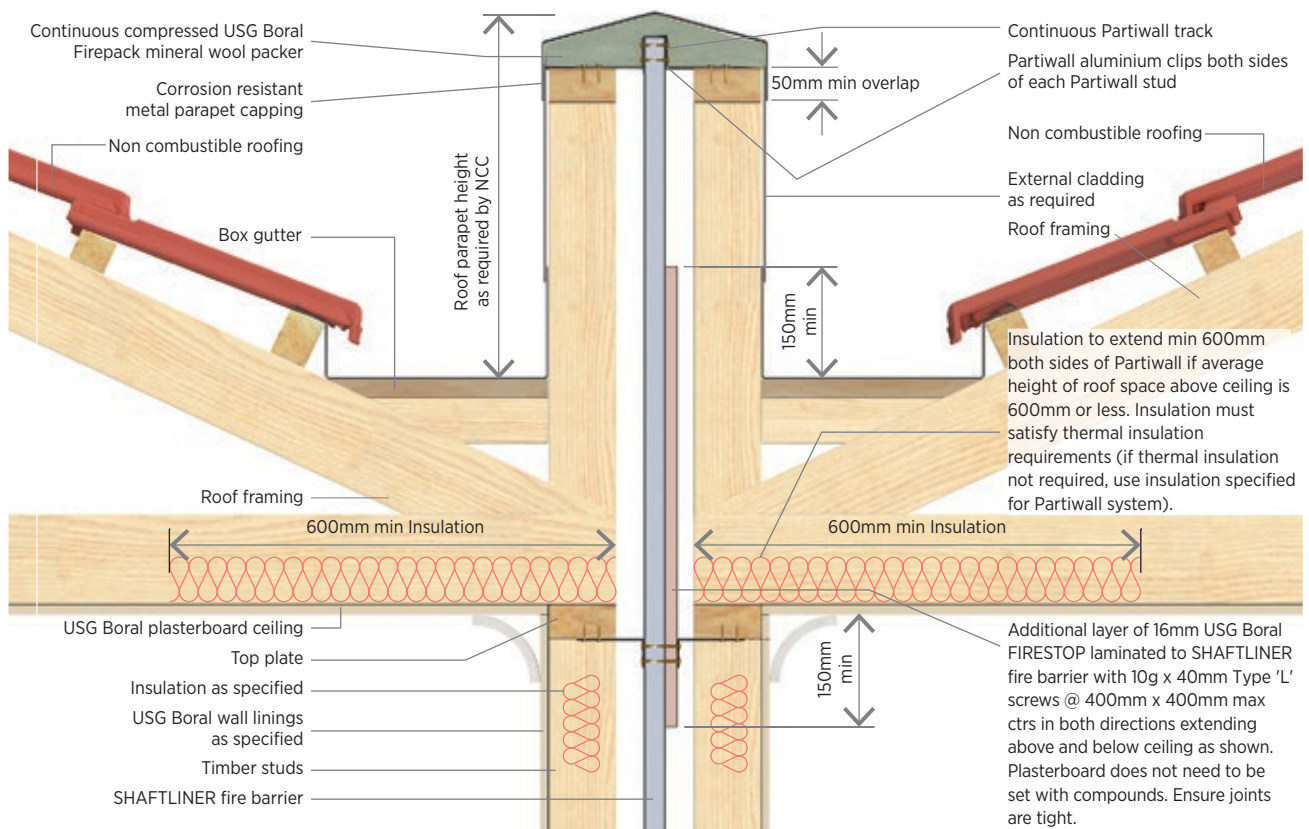 Continuous compressed USG Boral
Firepack mineral wool packer
Corrosion resistant
metal parapet capping
Non combustible roofing
Box gutter
Roof parapet height
as required by NCC
Continuous Partiwall track
50mm min overlap
Partiwall aluminium clips both sides
of each Partiwall stud
Non combustible roofing
External cladding
as required
Roof framing
150mm
min
Insulation to extend min 600mm
both sides of Partiwall if average
height of roof space above ceiling is
600mm or less. Insulation must
satisfy thermal insulation
requirements (if thermal insulation
not required, use insulation specified
for Partiwall system).
Roof framing
600mm min Insulation
600mm min Insulation
USG Boral plasterboard ceiling
Top plate
Insulation as specified
USG Boral wall linings
as specified
Timber studs
SHAFTLINER fire barrier
150mm
min
Additional layer of 16mm USG Boral
FIRESTOP laminated to SHAFTLINER
fire barrier with 10g x 40mm Type 'L'
screws @ 400mm x 400mm max
ctrs in both directions extending
above and below ceiling as shown.
Plasterboard does not need to be
set with compounds. Ensure joints
are tight.